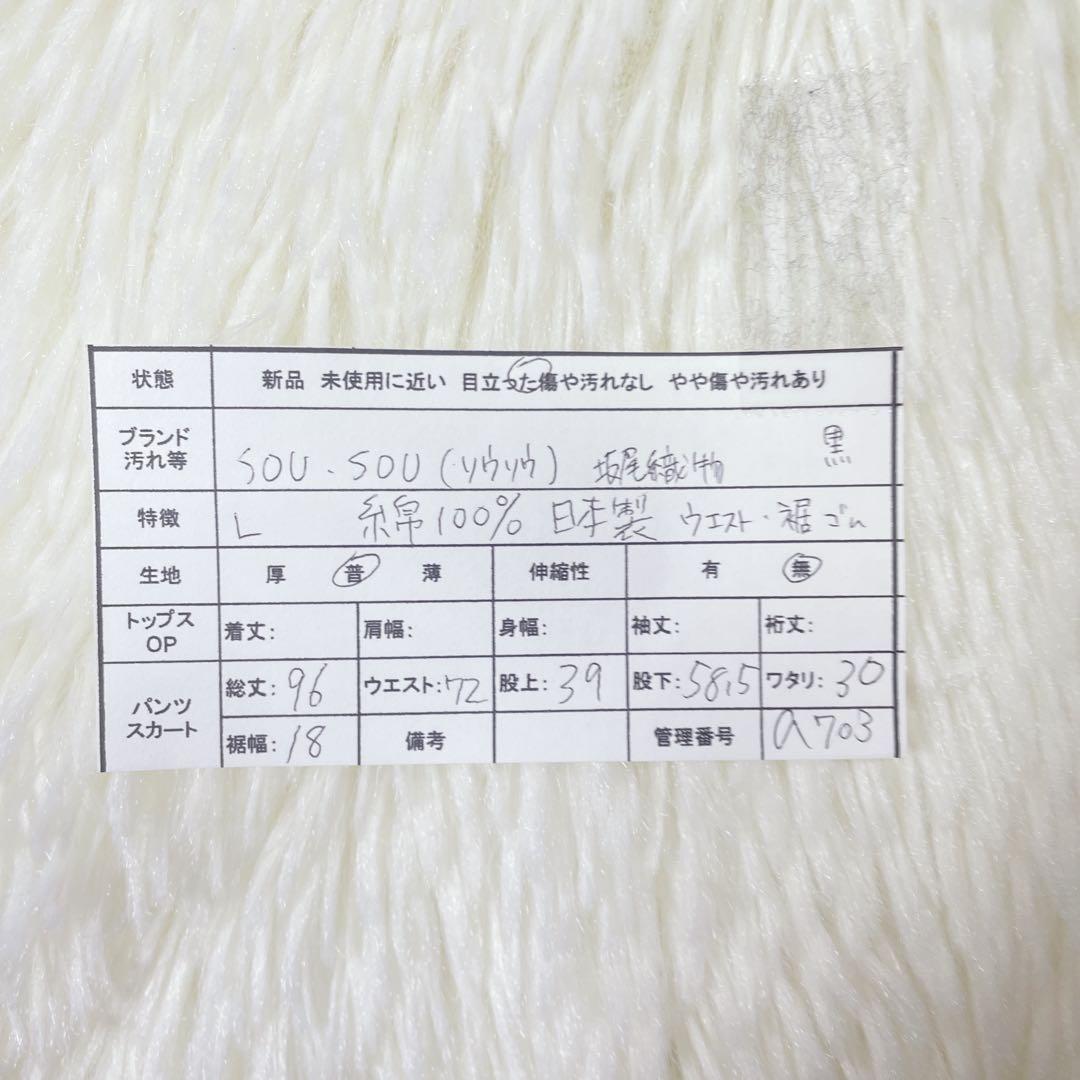 状態 新品 未使用に近い 目立った傷や汚れなし やや傷や汚れあり
ブランド
汚れ等 SOU・SOU(ソウソウ) 坂尾織物 黒
特徴 L 綿100% 日本製 ウエスト・裾ゴム
生地 厚 普 薄 伸縮性 有 無
トップス
OP 着丈: 肩幅: 身幅: 袖丈: 裄丈:
パンツ
スカート 総丈:96 ウエスト:72 股上:39 股下:58,5 ワタリ:30
裾幅:18 備考 管理番号 a703